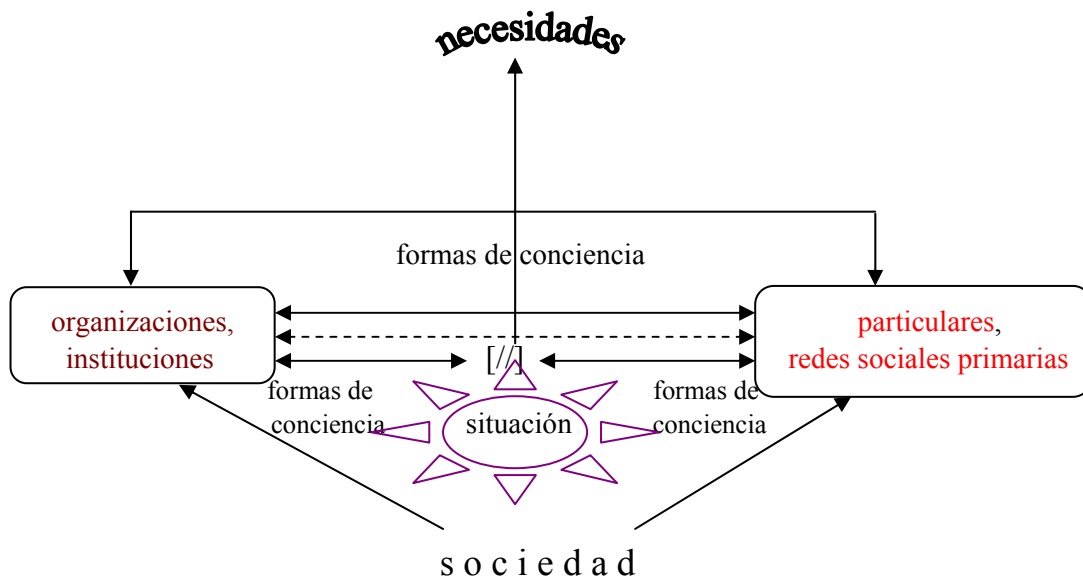 necesidades
formas de conciencia
organizaciones,
instituciones
particulares,
redes sociales primarias
[//]
formas de
conciencia
situación
formas de
conciencia
s o c i e d a d